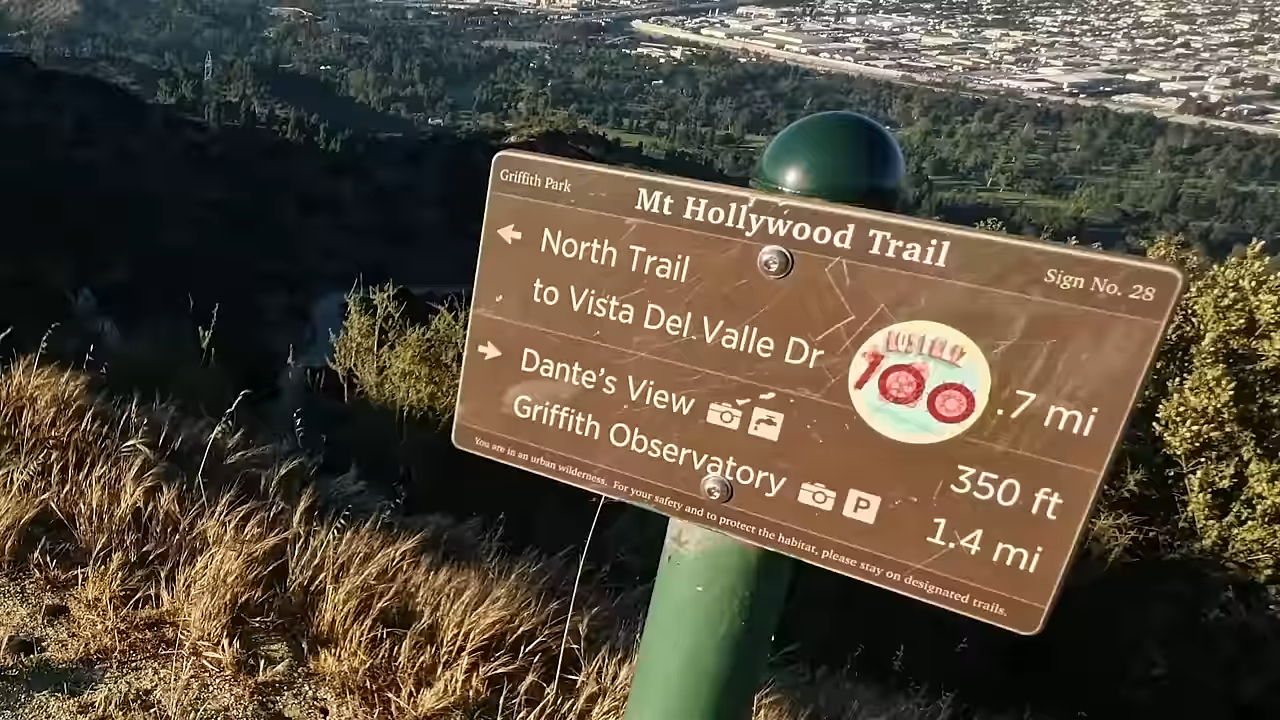 Griffith Park
Mt Hollywood Trail
Sign No. 28
North Trail
to Vista Del Valle Dr
.7 mi
Dante's View
350 ft
Griffith Observatory
P
1.4 mi
100
You are in an urban wilderness. For your safety and to protect the habitat, please stay on designated trails.